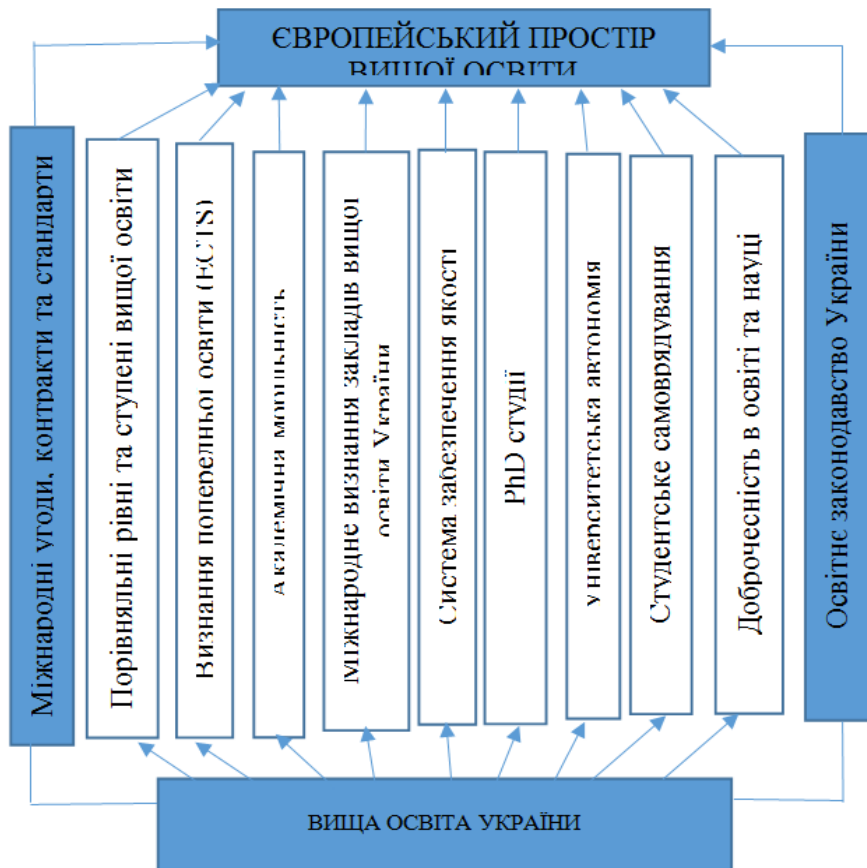 ЄВРОПЕЙСЬКИЙ ПРОСТІР
ВИЩОЇ ОСВІТИ
Міжнародні угоди, контракти та стандарти
Порівняльні рівні та ступені вищої освіти
Визнання попередньої освіти (ECTS)
Академічна мобільність
Міжнародне визнання закладів вищої
освіти України
Система забезпечення якості
PhD студії
Університетська автономія
Студентське самоврядування
Доброчесність в освіті та науці
Освітнє законодавство України
ВИЩА ОСВІТА УКРАЇНИ